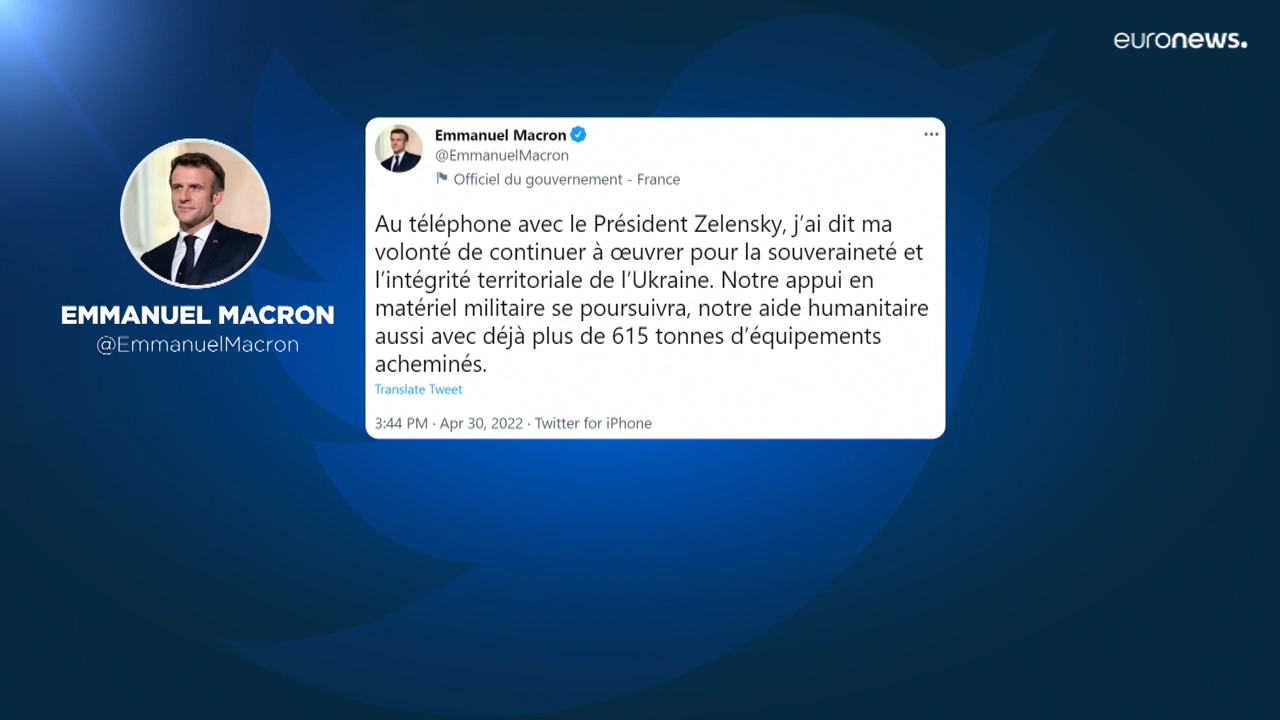 euronews.
Emmanuel Macron
@EmmanuelMacron
Officiel du gouvernement - France
Au téléphone avec le Président Zelensky, j’ai dit ma
volonté de continuer à œuvrer pour la souveraineté et
l’intégrité territoriale de l’Ukraine. Notre appui en
matériel militaire se poursuivra, notre aide humanitaire
aussi avec déjà plus de 615 tonnes d’équipements
acheminés.
Translate Tweet
3:44 PM · Apr 30, 2022 · Twitter for iPhone
EMMANUEL MACRON
@EmmanuelMacron